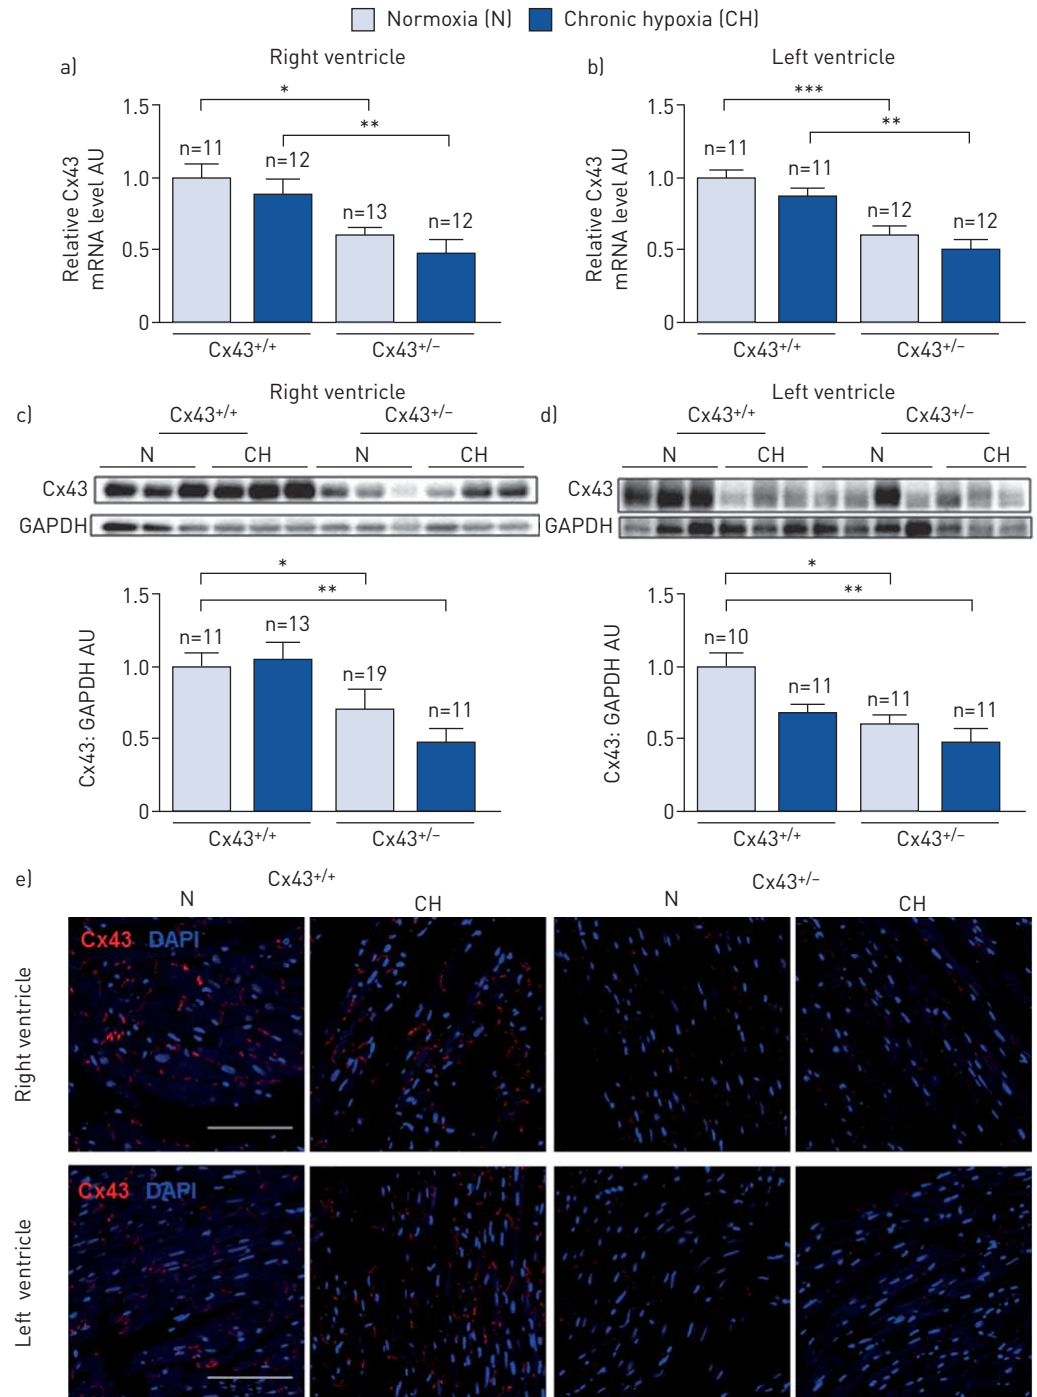 Normoxia (N) Chronic hypoxia (CH)
a) Right ventricle
Relative Cx43
mRNA level AU
1.5
1.0
0.5
0
*
**
n=11
n=12
n=13
n=12
Cx43+/+ Cx43+/–
b) Left ventricle
Relative Cx43
mRNA level AU
1.5
1.0
0.5
0
***
**
n=11
n=11
n=12
n=12
Cx43+/+ Cx43+/–
c) Right ventricle
Cx43+/+ Cx43+/–
N CH N CH
Cx43
GAPDH
Cx43: GAPDH AU
1.5
1.0
0.5
0
*
**
n=11
n=13
n=19
n=11
Cx43+/+ Cx43+/–
d) Left ventricle
Cx43+/+ Cx43+/–
N CH N CH
Cx43
GAPDH
Cx43: GAPDH AU
1.5
1.0
0.5
0
*
**
n=10
n=11
n=11
n=11
Cx43+/+ Cx43+/–
e) Cx43+/+ Cx43+/–
N CH N CH
Right ventricle
Cx43 DAPI
Left ventricle
Cx43 DAPI